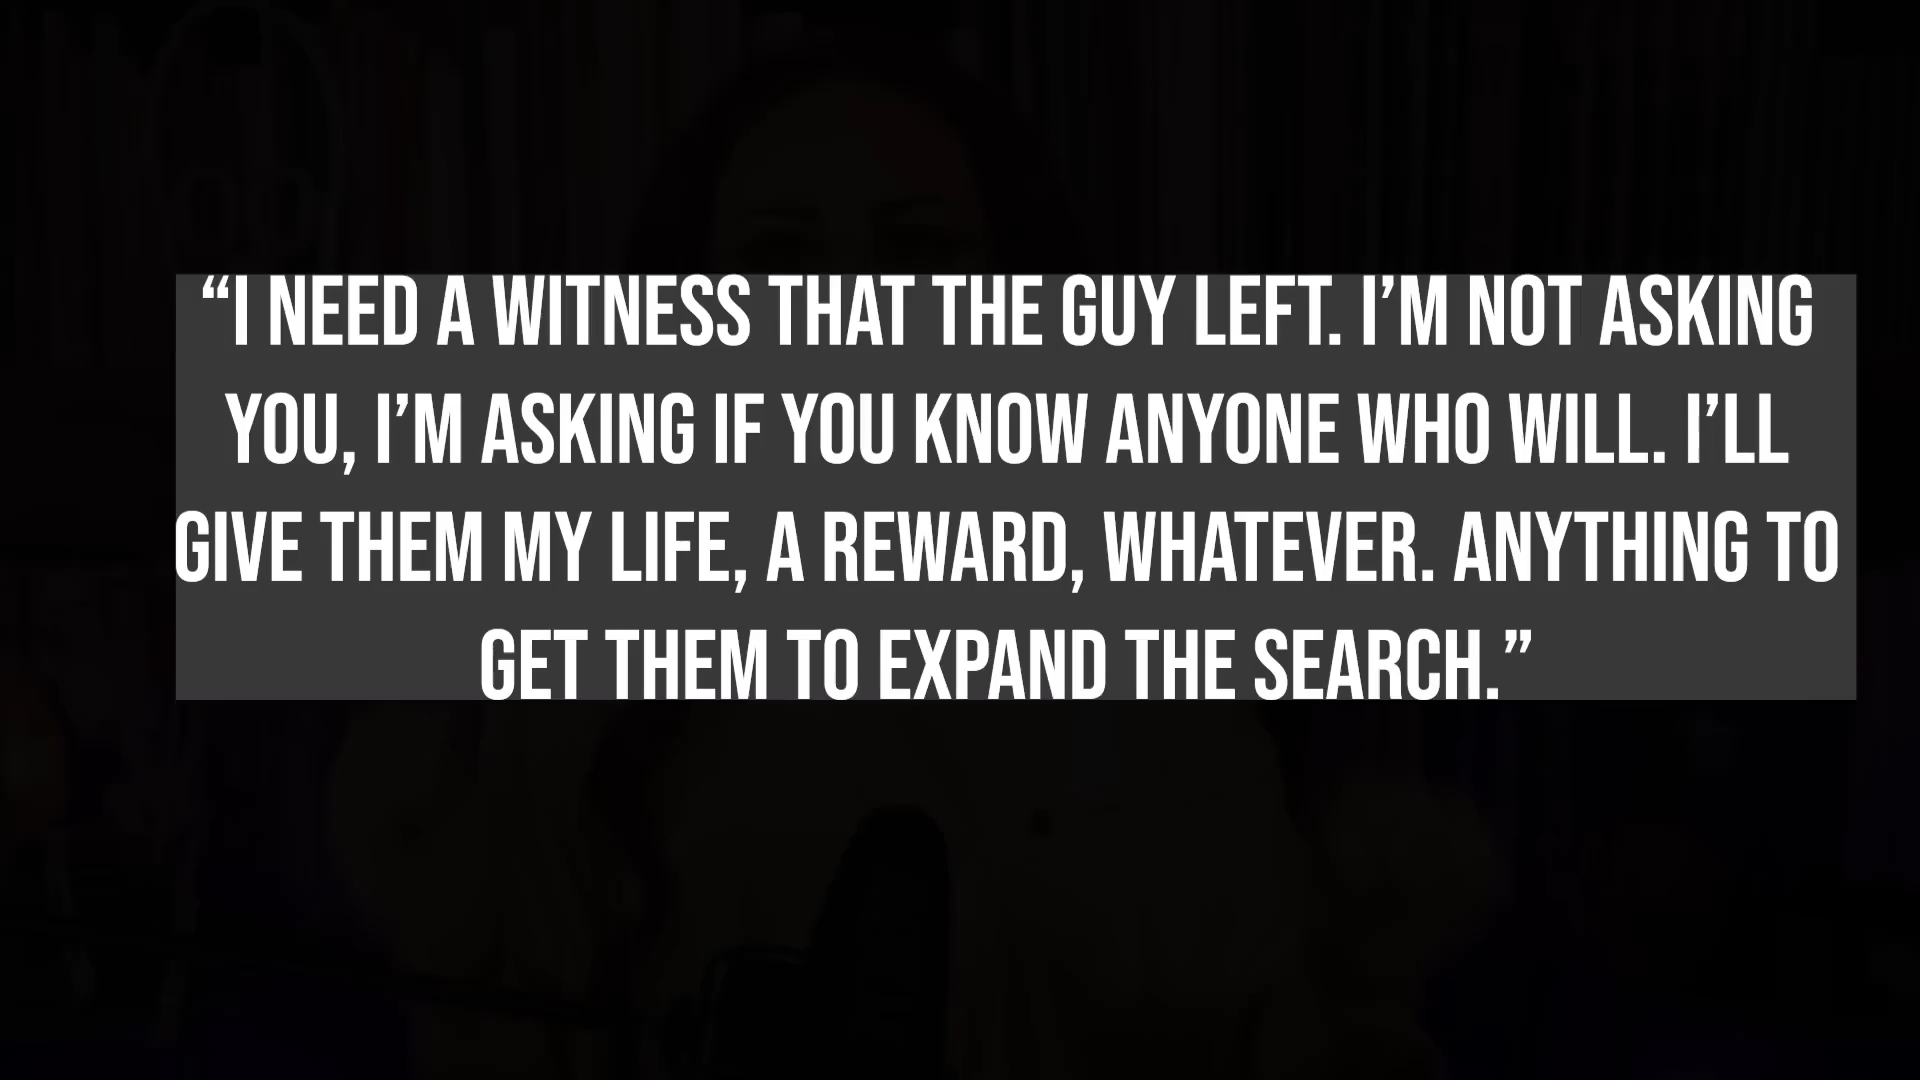 “I NEED A WITNESS THAT THE GUY LEFT. I’M NOT ASKING
YOU, I’M ASKING IF YOU KNOW ANYONE WHO WILL. I’LL
GIVE THEM MY LIFE, A REWARD, WHATEVER. ANYTHING TO
GET THEM TO EXPAND THE SEARCH.”